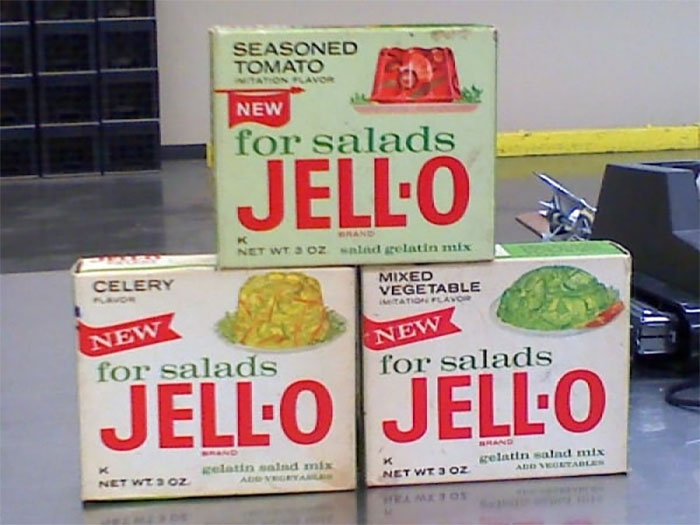 SEASONED
TOMATO
IMITATION FLAVOR
NEW
for salads
JELL·O
BRAND
K
NET WT. 3 OZ. salad gelatin mix
CELERY
FLAVOR
NEW
for salads
JELL·O
BRAND
K
NET WT. 3 OZ.
gelatin salad mix
ADD VEGETABLES
MIXED
VEGETABLE
IMITATION FLAVOR
NEW
for salads
JELL·O
BRAND
K
NET WT. 3 OZ.
gelatin salad mix
ADD VEGETABLES